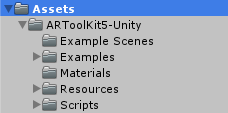 Assets
ARToolKit5-Unity
Example Scenes
Examples
Materials
Resources
Scripts